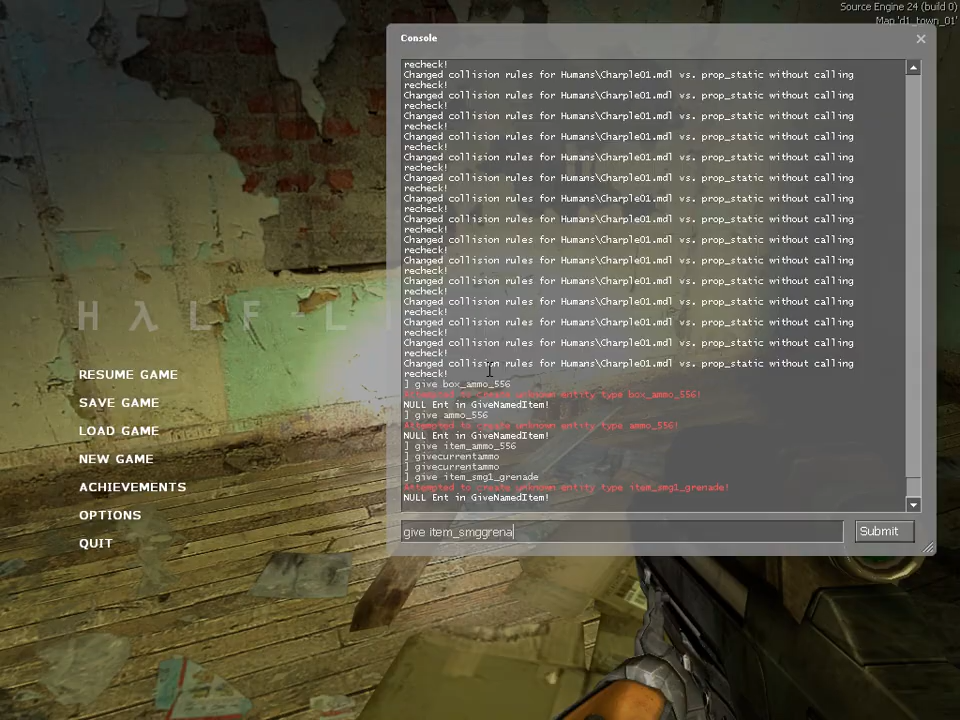 Source Engine 24 (build 0)
Map 'd1_town_01'
Console
recheck!
Changed collision rules for Humans\Charple01.mdl vs. prop_static without calling
recheck!
Changed collision rules for Humans\Charple01.mdl vs. prop_static without calling
recheck!
Changed collision rules for Humans\Charple01.mdl vs. prop_static without calling
recheck!
Changed collision rules for Humans\Charple01.mdl vs. prop_static without calling
recheck!
Changed collision rules for Humans\Charple01.mdl vs. prop_static without calling
recheck!
Changed collision rules for Humans\Charple01.mdl vs. prop_static without calling
recheck!
Changed collision rules for Humans\Charple01.mdl vs. prop_static without calling
recheck!
Changed collision rules for Humans\Charple01.mdl vs. prop_static without calling
recheck!
Changed collision rules for Humans\Charple01.mdl vs. prop_static without calling
recheck!
Changed collision rules for Humans\Charple01.mdl vs. prop_static without calling
recheck!
Changed collision rules for Humans\Charple01.mdl vs. prop_static without calling
recheck!
Changed collision rules for Humans\Charple01.mdl vs. prop_static without calling
recheck!
Changed collision rules for Humans\Charple01.mdl vs. prop_static without calling
recheck!
Changed collision rules for Humans\Charple01.mdl vs. prop_static without calling
recheck!
Changed collision rules for Humans\Charple01.mdl vs. prop_static without calling
recheck!
] give box_ammo_556
Attempted to create unknown entity type box_ammo_556!
NULL Ent in GiveNamedItem!
] give ammo_556
Attempted to create unknown entity type ammo_556!
NULL Ent in GiveNamedItem!
] give item_ammo_556
] givecurrentammo
] givecurrentammo
] give item_smg1_grenade
Attempted to create unknown entity type item_smg1_grenade!
NULL Ent in GiveNamedItem!
give item_smggrena
Submit
HλLF-L
RESUME GAME
SAVE GAME
LOAD GAME
NEW GAME
ACHIEVEMENTS
OPTIONS
QUIT